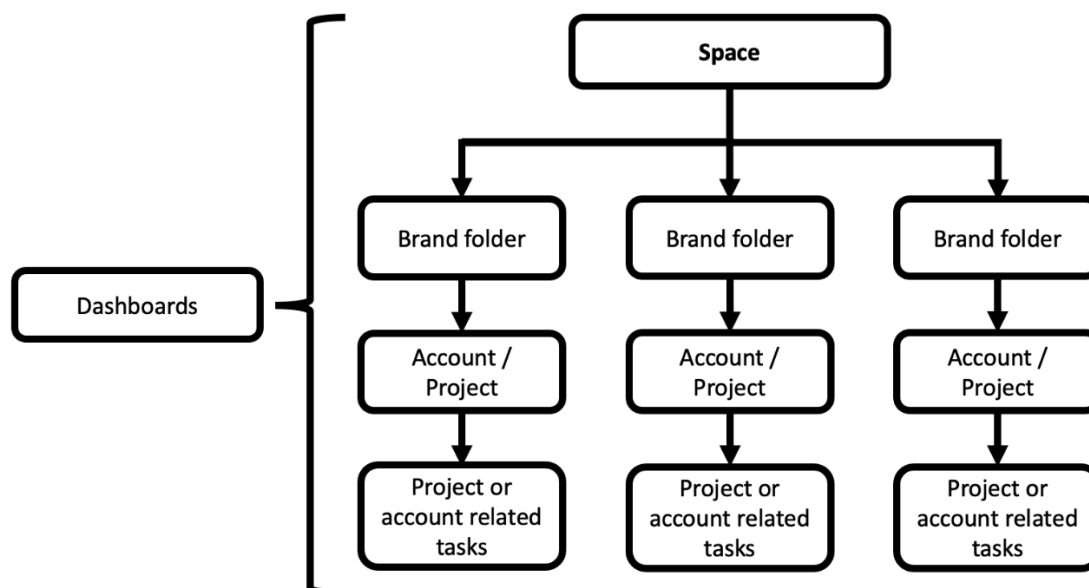 Space
Brand folder
Brand folder
Brand folder
Dashboards
Account /
Project
Account /
Project
Account /
Project
Project or
account related
tasks
Project or
account related
tasks
Project or
account related
tasks